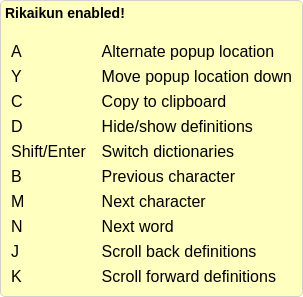 Rikaikun enabled!
A Alternate popup location
Y Move popup location down
C Copy to clipboard
D Hide/show definitions
Shift/Enter Switch dictionaries
B Previous character
M Next character
N Next word
J Scroll back definitions
K Scroll forward definitions